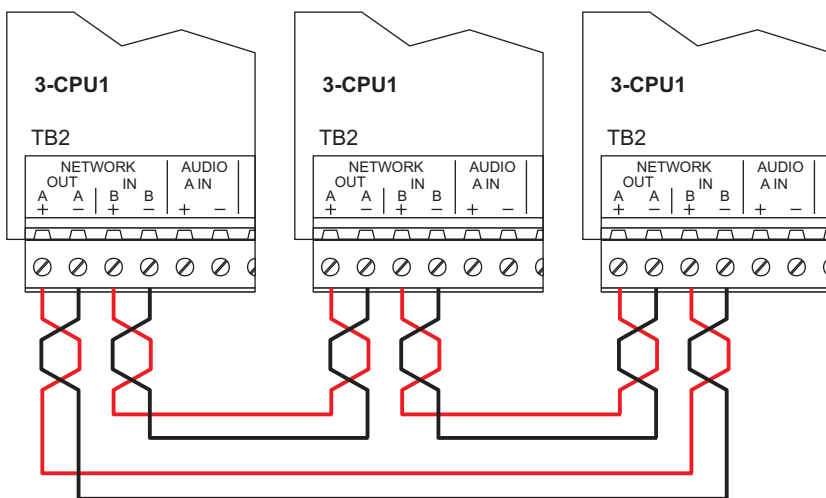 3-CPU1
TB2
NETWORK AUDIO
OUT IN A IN
A A B B
+ − + − + −
3-CPU1
TB2
NETWORK AUDIO
OUT IN A IN
A A B B
+ − + − + −
3-CPU1
TB2
NETWORK AUDIO
OUT IN A IN
A A B B
+ − + − + −